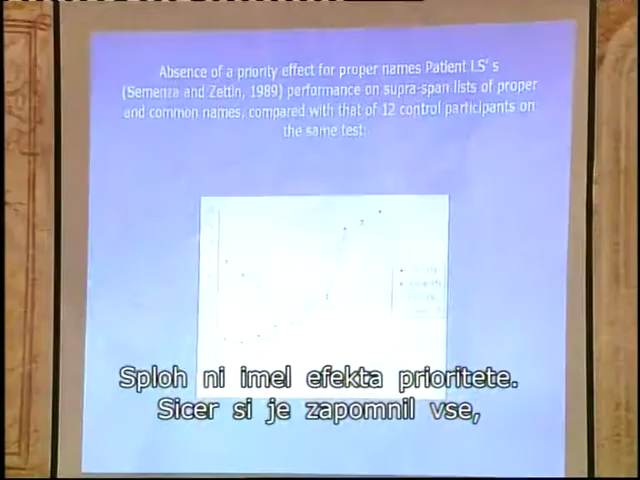 Absence of a priority effect for proper names Patient I.S' s
(Semenza and Zettin, 1989) performance on supra-span lists of proper
and common names, compared with that of 12 control participants on
the same test:
Sploh ni imel efekta prioritete.
Sicer si je zapomnil vse,